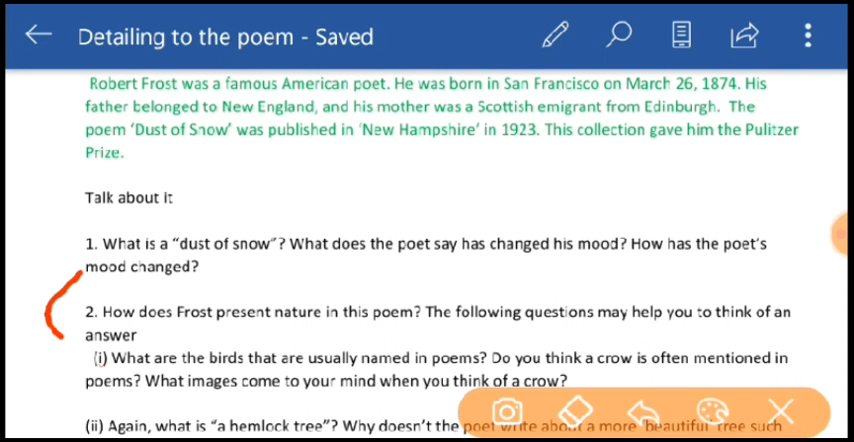 Detailing to the poem - Saved
Robert Frost was a famous American poet. He was born in San Francisco on March 26, 1874. His
father belonged to New England, and his mother was a Scottish emigrant from Edinburgh. The
poem ‘Dust of Snow’ was published in ‘New Hampshire’ in 1923. This collection gave him the Pulitzer
Prize.
Talk about it
1. What is a “dust of snow”? What does the poet say has changed his mood? How has the poet’s
mood changed?
2. How does Frost present nature in this poem? The following questions may help you to think of an
answer
(i) What are the birds that are usually named in poems? Do you think a crow is often mentioned in
poems? What images come to your mind when you think of a crow?
(ii) Again, what is “a hemlock tree”? Why doesn’t the poet write about a more ‘beautiful’ tree such